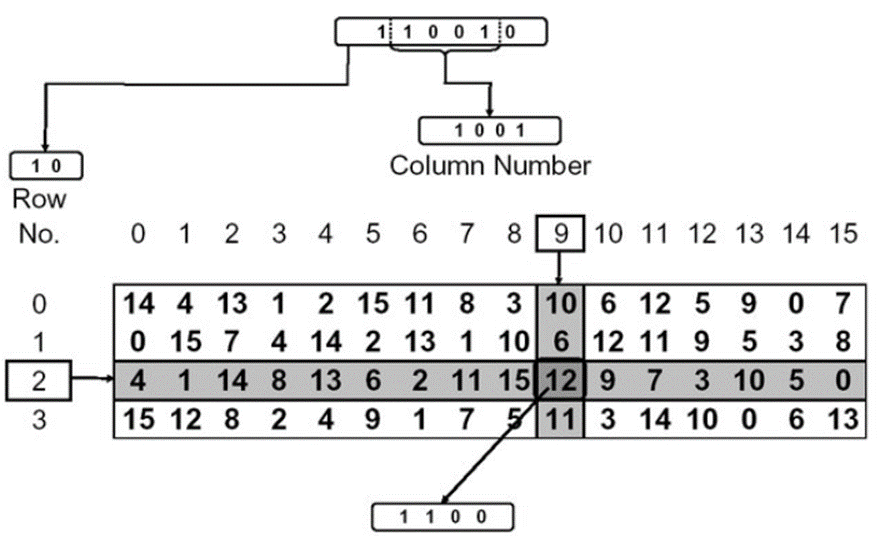 1 1 0 0 1 0
1 0 0 1
Column Number
1 0
Row
No. 0 1 2 3 4 5 6 7 8 9 10 11 12 13 14 15
0 14 4 13 1 2 15 11 8 3 10 6 12 5 9 0 7
1 0 15 7 4 14 2 13 1 10 6 12 11 9 5 3 8
2 4 1 14 8 13 6 2 11 15 12 9 7 3 10 5 0
3 15 12 8 2 4 9 1 7 5 11 3 14 10 0 6 13
1 1 0 0